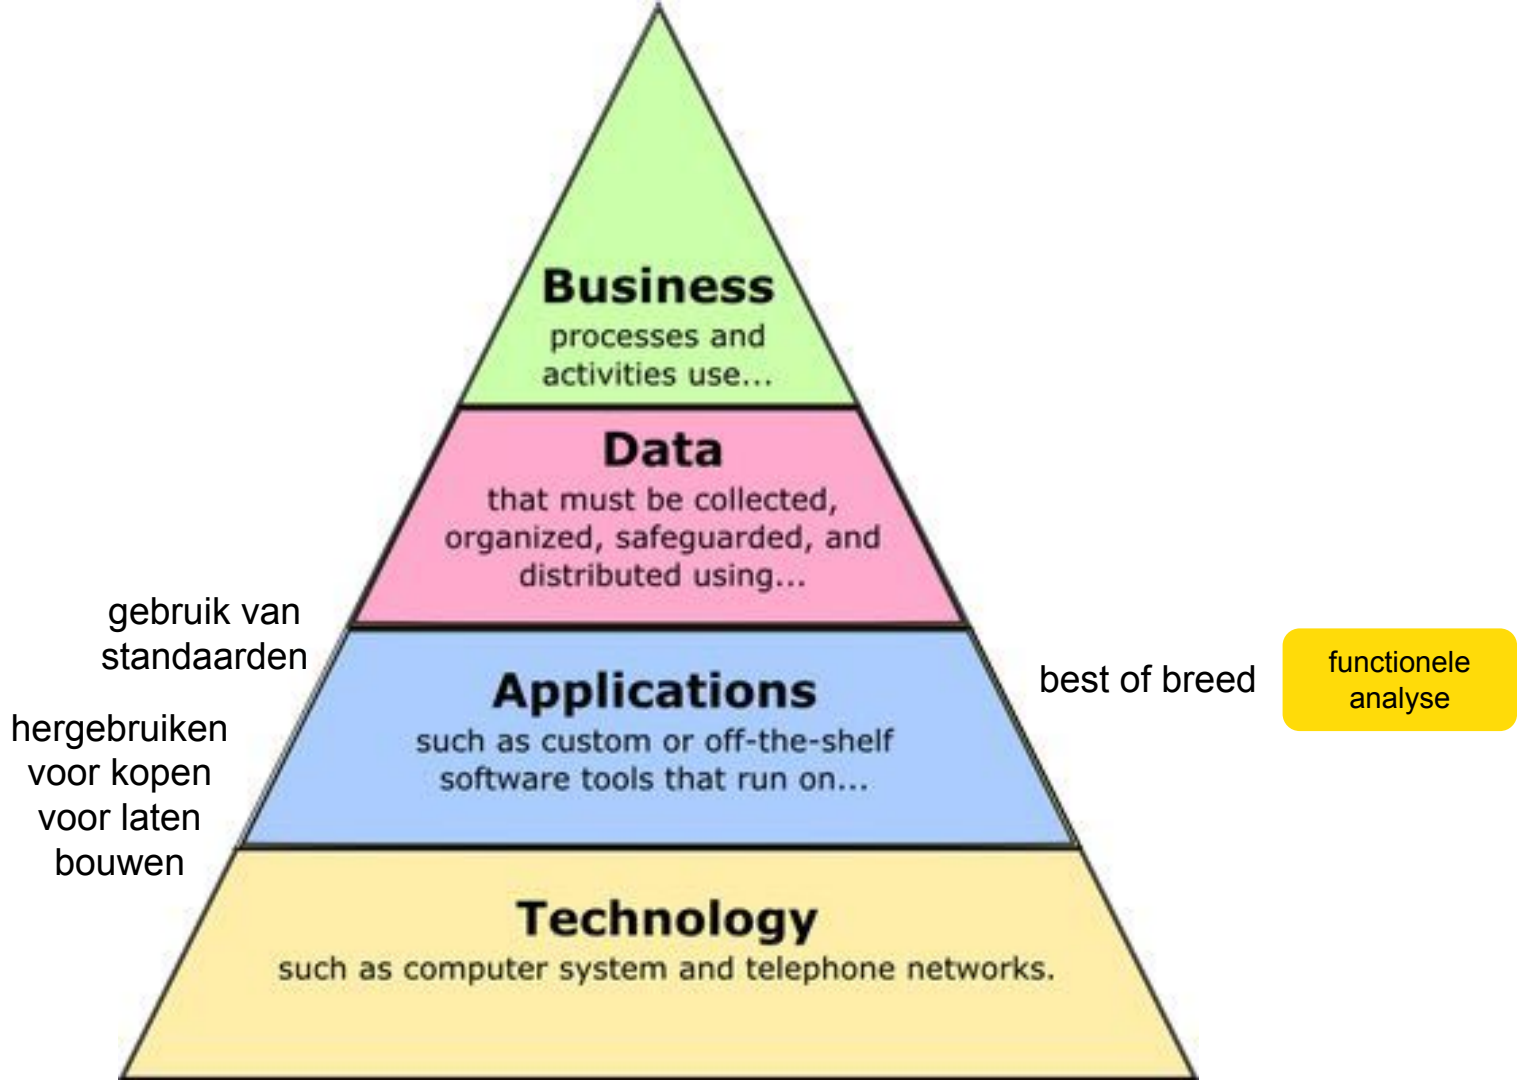 Business
processes and
activities use...
Data
that must be collected,
organized, safeguarded, and
distributed using...
gebruik van
standaarden
hergebruiken
voor kopen
voor laten
bouwen
Applications
such as custom or off-the-shelf
software tools that run on...
best of breed
functionele
analyse
Technology
such as computer system and telephone networks.